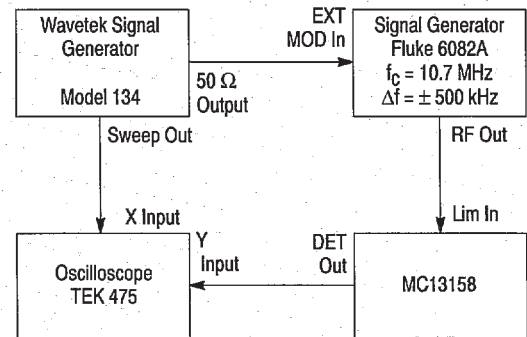 Wavetek Signal
Generator
Model 134
50 Ω
Output
Sweep Out
EXT
MOD In
Signal Generator
Fluke 6082A
fC = 10.7 MHz
Δf = ± 500 kHz
RF Out
X Input
Y
Input
Oscilloscope
TEK 475
DET
Out
Lim In
MC13158